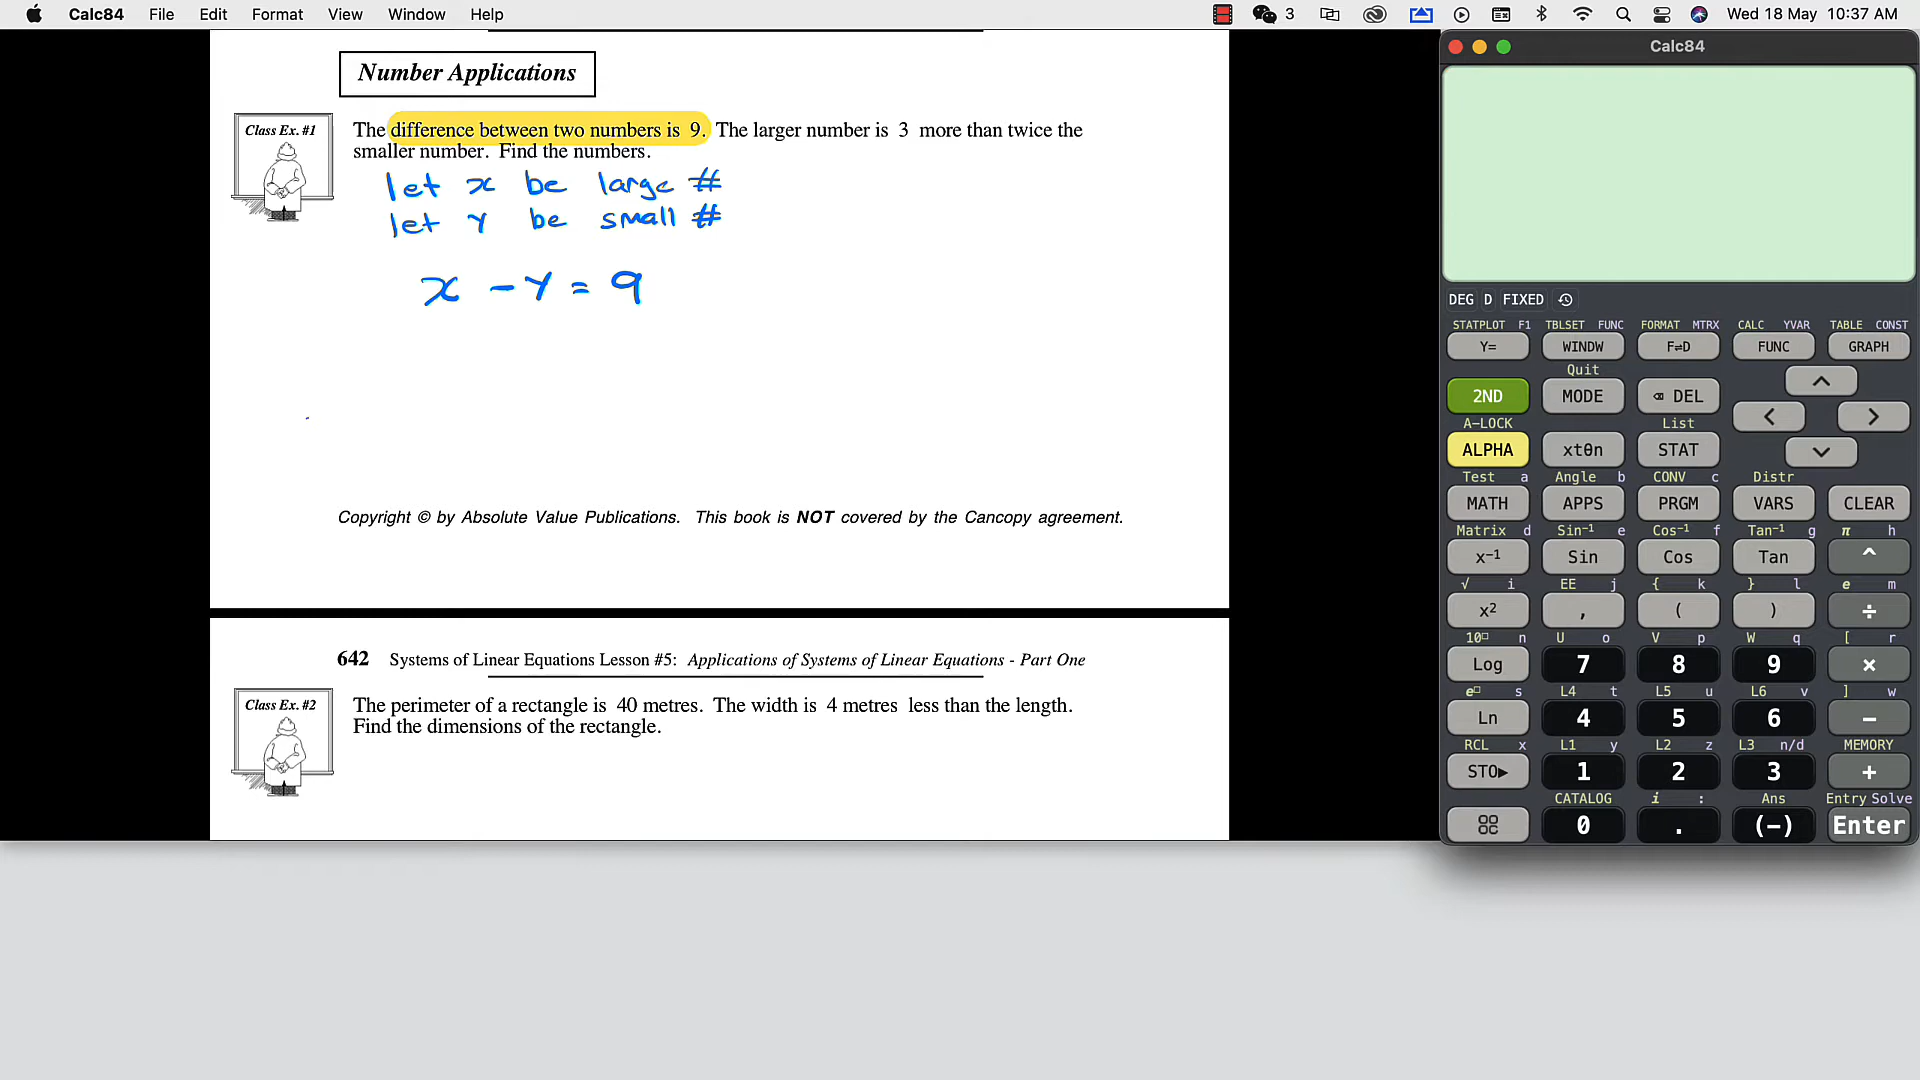 Calc84 File Edit Format View Window Help 3 Wed 18 May 10:37 AM
Number Applications
Class Ex. #1
The difference between two numbers is 9. The larger number is 3 more than twice the
smaller number. Find the numbers.
let x be large #
let y be small #
x - y = 9
Copyright © by Absolute Value Publications. This book is NOT covered by the Cancopy agreement.
642 Systems of Linear Equations Lesson #5: Applications of Systems of Linear Equations - Part One
Class Ex. #2
The perimeter of a rectangle is 40 metres. The width is 4 metres less than the length.
Find the dimensions of the rectangle.
Calc84
DEG D FIXED
STATPLOT F1 TBLSET FUNC FORMAT MTRX CALC YVAR TABLE CONST
Y= WINDW F⇌D FUNC GRAPH
Quit
2ND MODE ⌫ DEL < ^ >
A-LOCK List
ALPHA xtθn STAT v
Test a Angle b CONV c Distr
MATH APPS PRGM VARS CLEAR
Matrix d Sin⁻¹ e Cos⁻¹ f Tan⁻¹ g π h
x⁻¹ Sin Cos Tan ^
√ i EE j { k } l e m
x² , ( ) ÷
10□ n U o V p W q [ r
Log 7 8 9 ×
e□ s L4 t L5 u L6 v ] w
Ln 4 5 6 −
RCL x L1 y L2 z L3 n/d MEMORY
STO▶ 1 2 3 +
CATALOG i : Ans Entry Solve
0 . (−) Enter